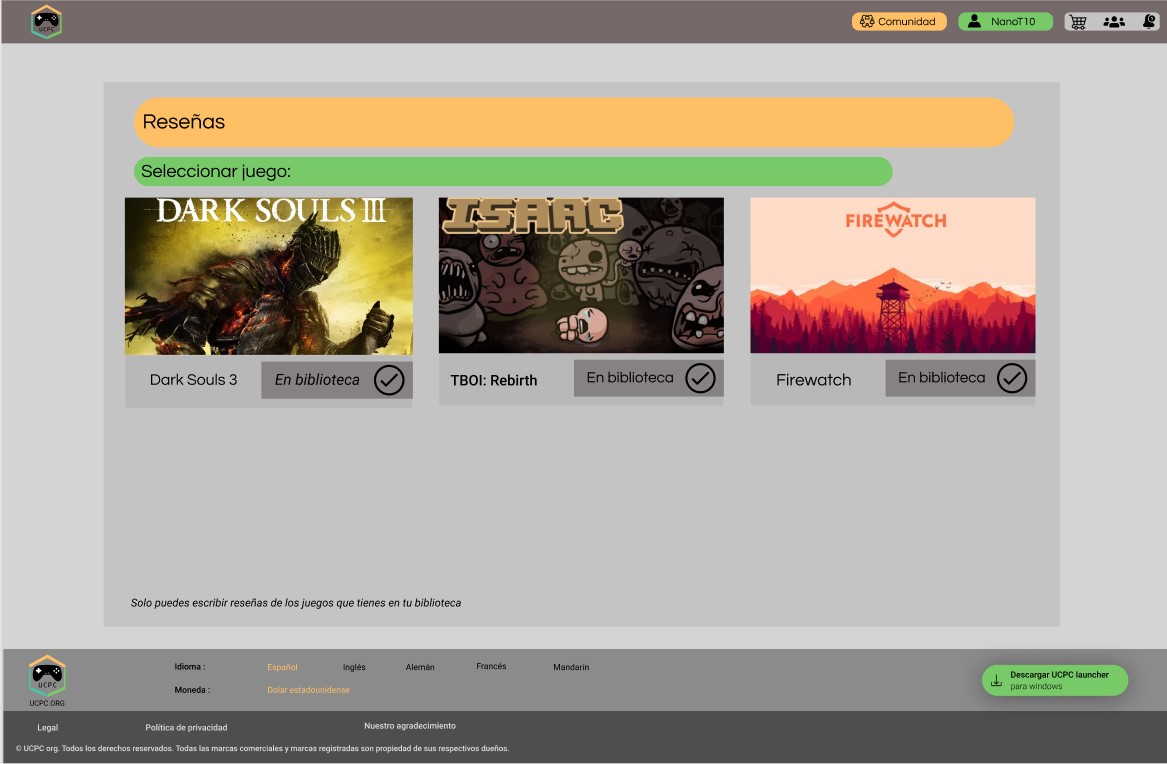 UCPC
Comunidad
NanoT10
Reseñas
Seleccionar juego:
DARK SOULS III
ISAAC
FIREWATCH
Dark Souls 3
En biblioteca
TBOI: Rebirth
En biblioteca
Firewatch
En biblioteca
Solo puedes escribir reseñas de los juegos que tienes en tu biblioteca
UCPC
UCPC.ORG
Idioma :
Español
Inglés
Alemán
Francés
Mandarin
Moneda :
Dolar estadounidense
Descargar UCPC launcher
para windows
Legal
Política de privacidad
Nuestro agradecimiento
© UCPC org. Todos los derechos reservados. Todas las marcas comerciales y marcas registradas son propiedad de sus respectivos dueños.